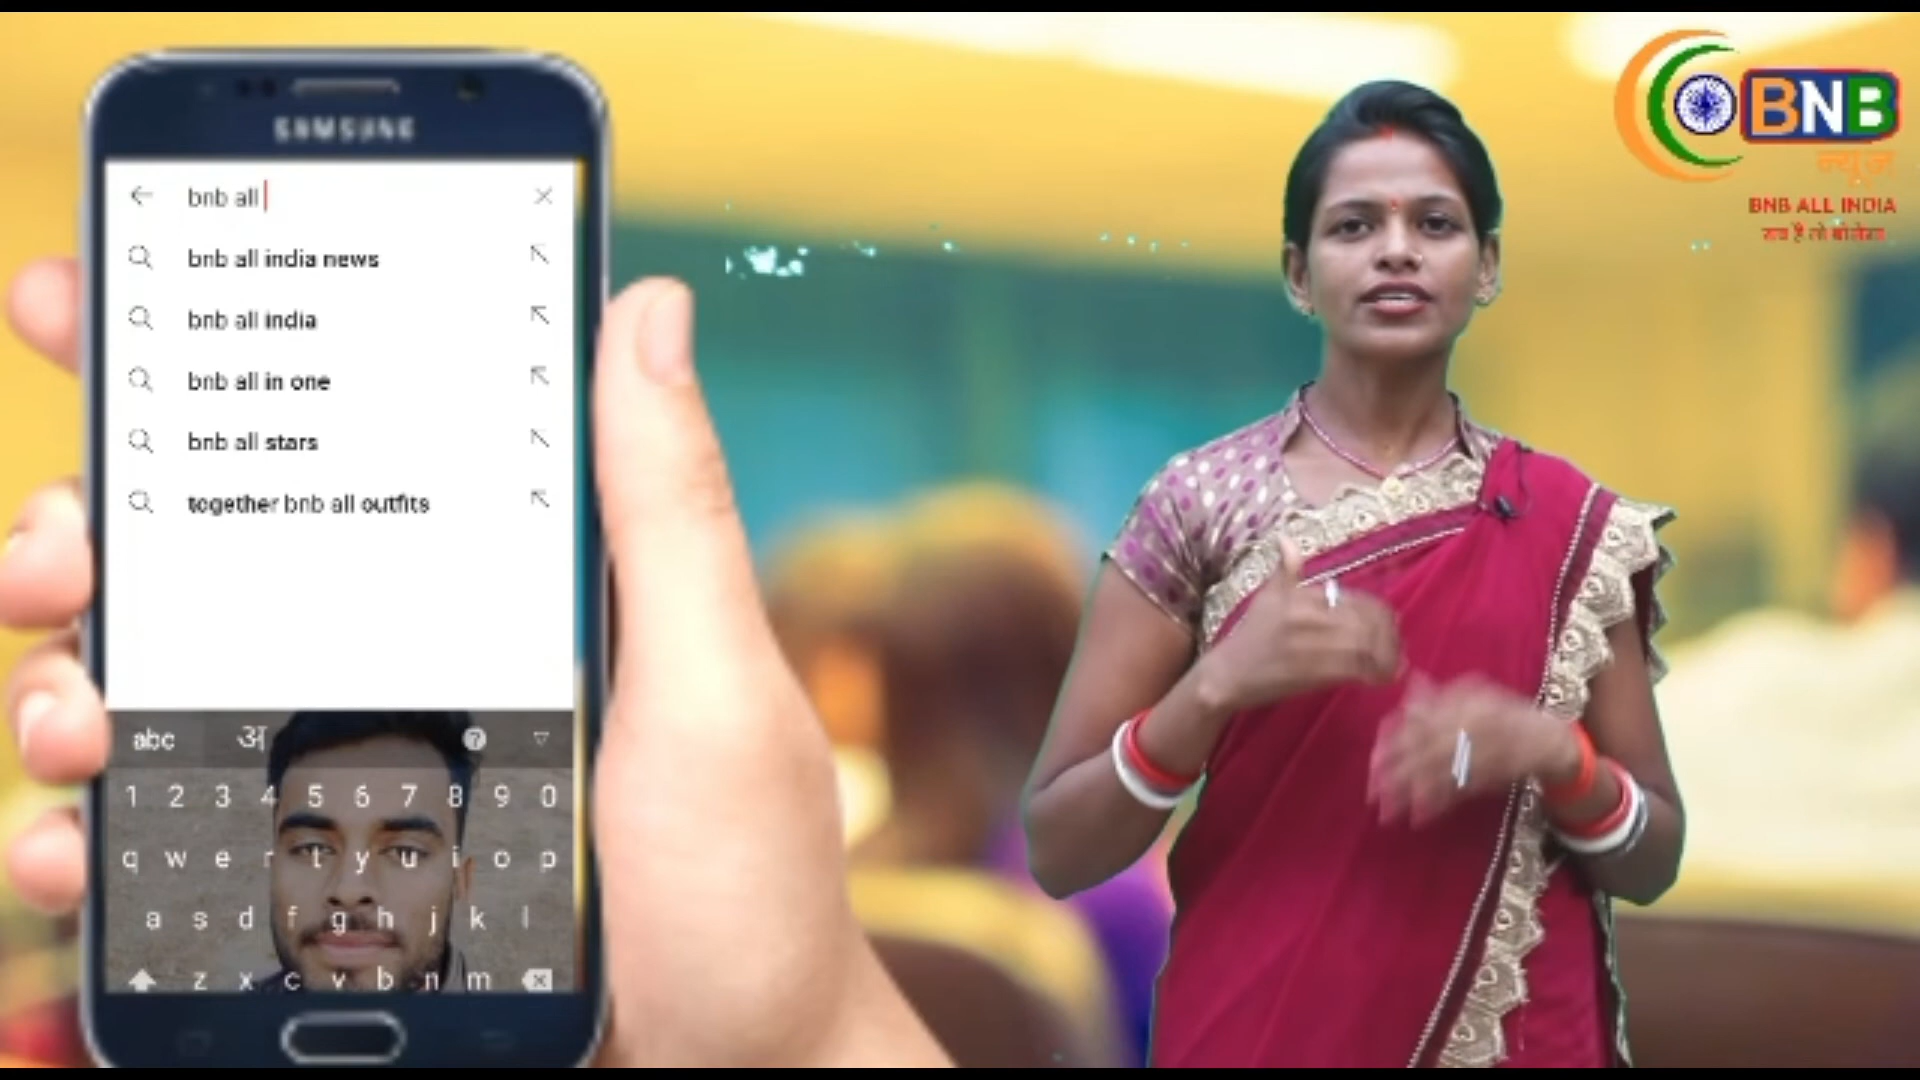 SAMSUNG
bnb all
bnb all india news
bnb all india
bnb all in one
bnb all stars
together bnb all outfits
abc अ ?
1 2 3 4 5 6 7 8 9 0
q w e r t y u i o p
a s d f g h j k l
z x c v b n m
BNB
न्यूज
BNB ALL INDIA
सच है तो बोलेगा